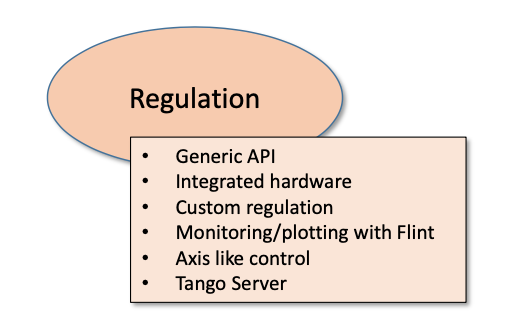 Regulation
• Generic API
• Integrated hardware
• Custom regulation
• Monitoring/plotting with Flint
• Axis like control
• Tango Server